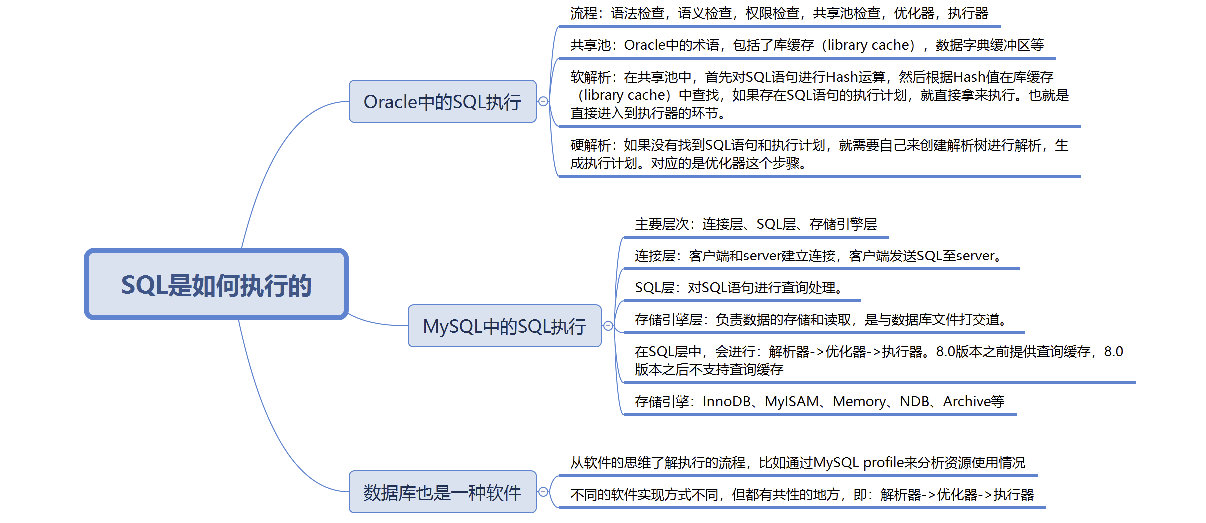 SQL是如何执行的
Oracle中的SQL执行
流程：语法检查，语义检查，权限检查，共享池检查，优化器，执行器
共享池：Oracle中的术语，包括了库缓存（library cache），数据字典缓冲区等
软解析：在共享池中，首先对SQL语句进行Hash运算，然后根据Hash值在库缓存
（library cache）中查找，如果存在SQL语句的执行计划，就直接拿来执行。也就是
直接进入到执行器的环节。
硬解析：如果没有找到SQL语句和执行计划，就需要自己来创建解析树进行解析，生
成执行计划。对应的是优化器这个步骤。
MySQL中的SQL执行
主要层次：连接层、SQL层、存储引擎层
连接层：客户端和server建立连接，客户端发送SQL至server。
SQL层：对SQL语句进行查询处理。
存储引擎层：负责数据的存储和读取，是与数据库文件打交道。
在SQL层中，会进行：解析器->优化器->执行器。8.0版本之前提供查询缓存，8.0
版本之后不支持查询缓存
存储引擎：InnoDB、MyISAM、Memory、NDB、Archive等
数据库也是一种软件
从软件的思维了解执行的流程，比如通过MySQL profile来分析资源使用情况
不同的软件实现方式不同，但都有共性的地方，即：解析器->优化器->执行器